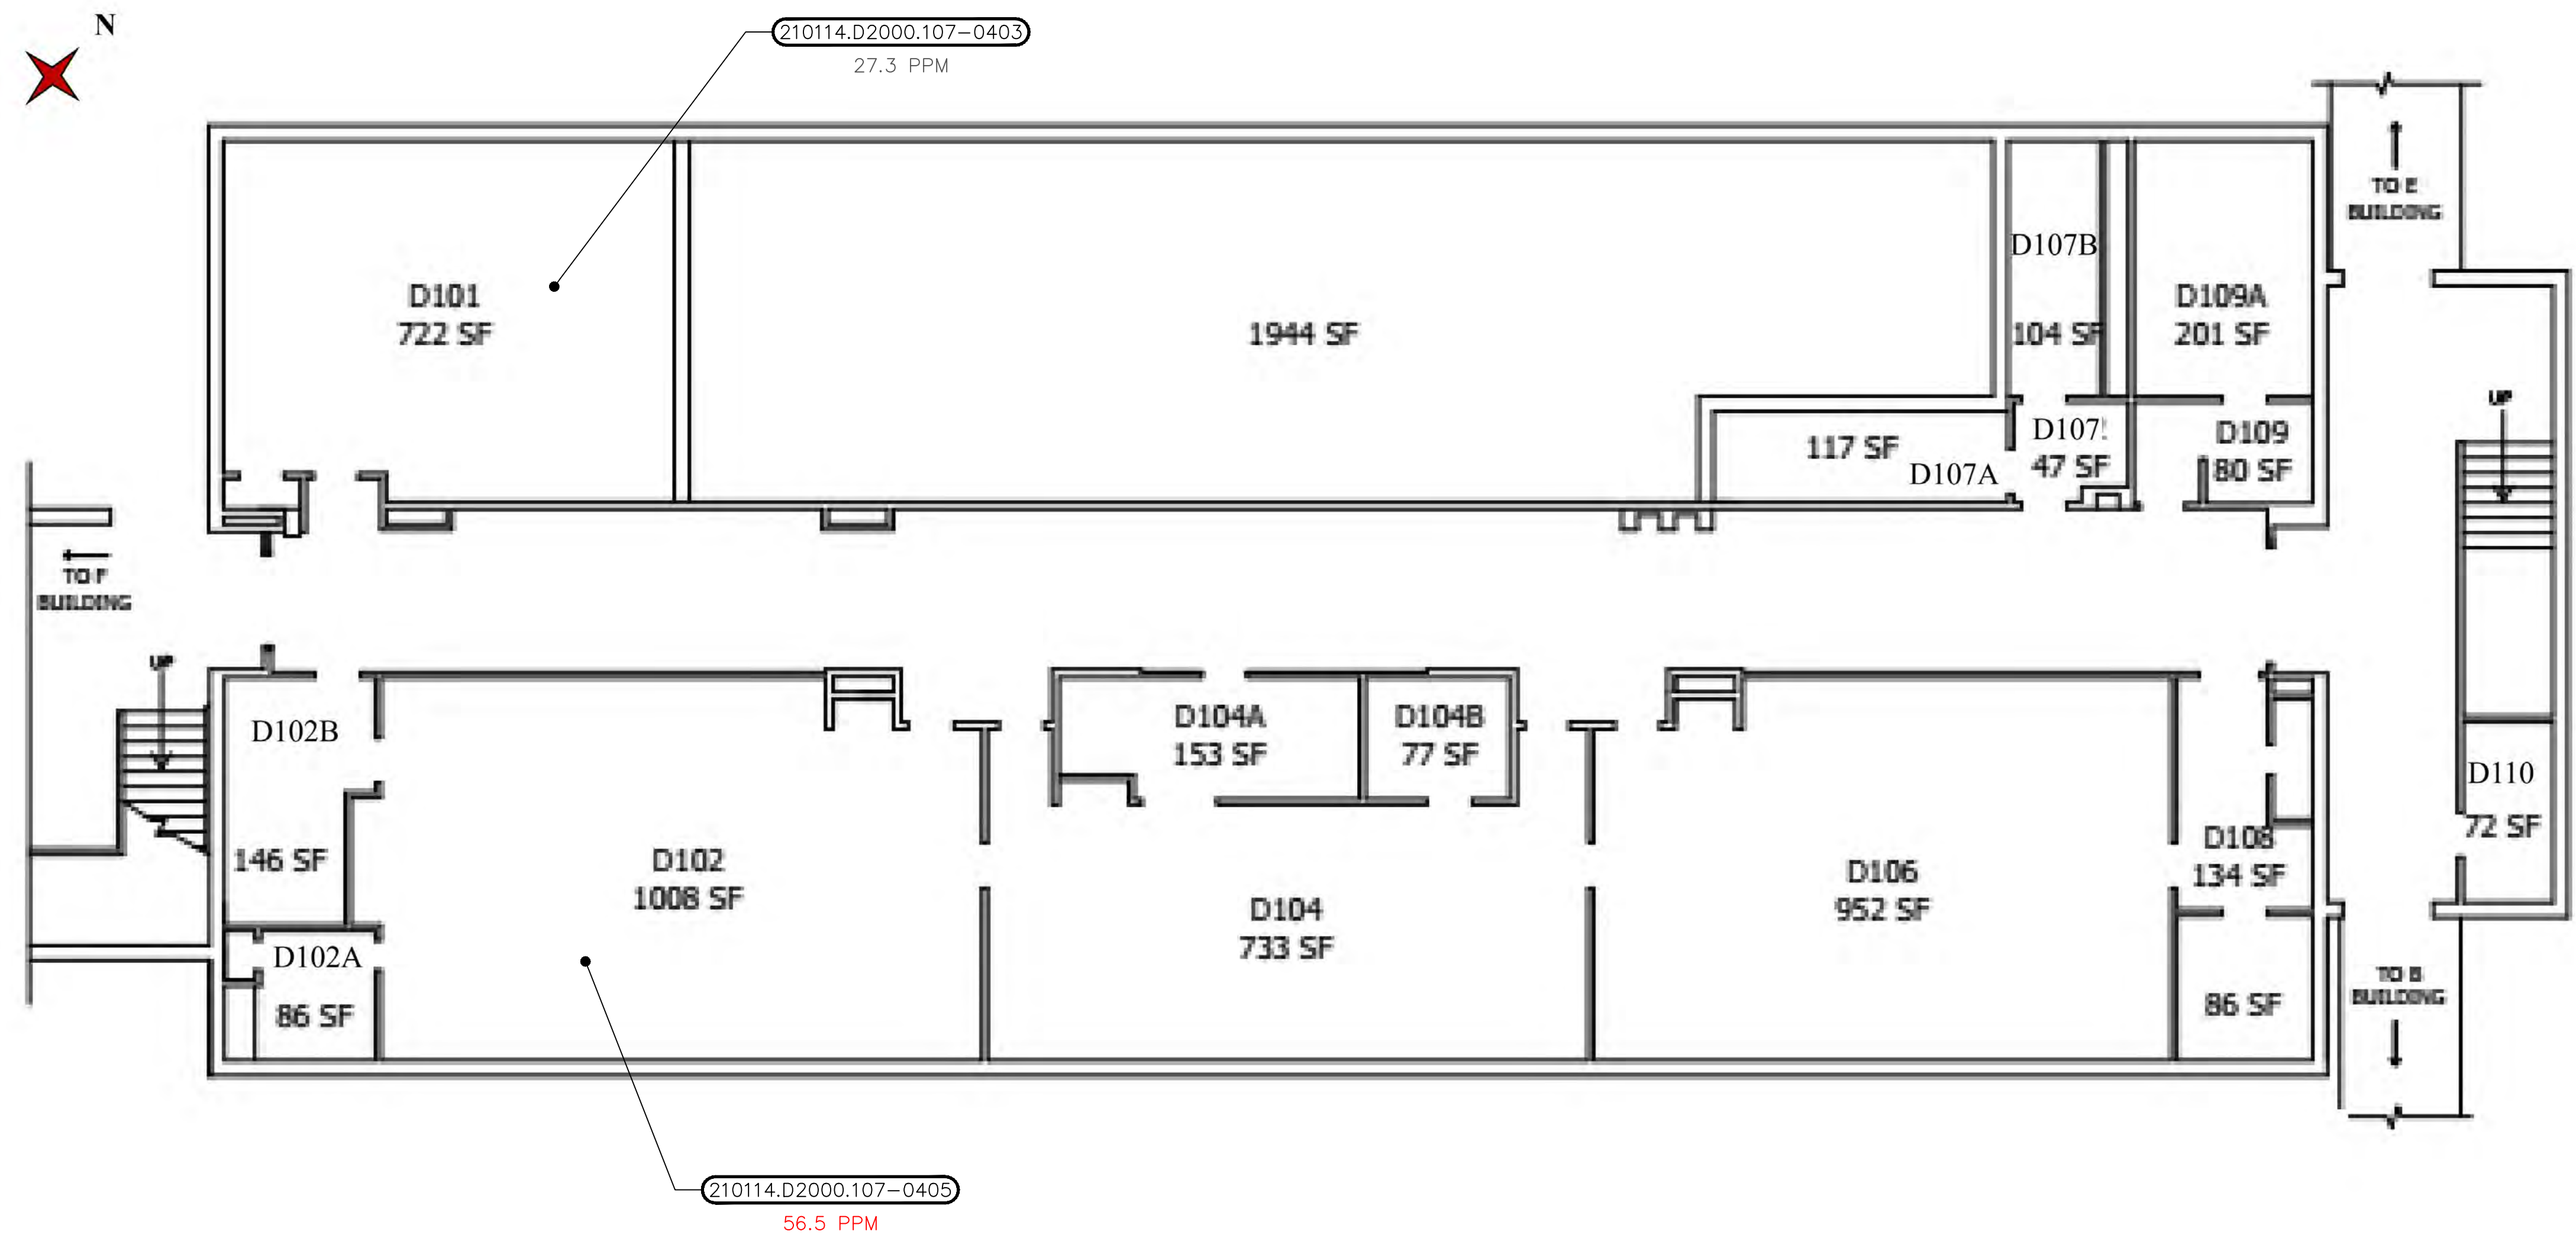 N
210114.D2000.107-0403
27.3 PPM
TO E
BUILDING
D107B
D101
722 SF
1944 SF
104 SF
D109A
201 SF
UP
117 SF
D107A
D107
47 SF
D109
80 SF
TO F
BUILDING
UP
D102B
146 SF
D104A
153 SF
D104B
77 SF
D110
72 SF
D102
1008 SF
D106
952 SF
D108
134 SF
D104
733 SF
D102A
86 SF
86 SF
TO B
BUILDING
210114.D2000.107-0405
56.5 PPM